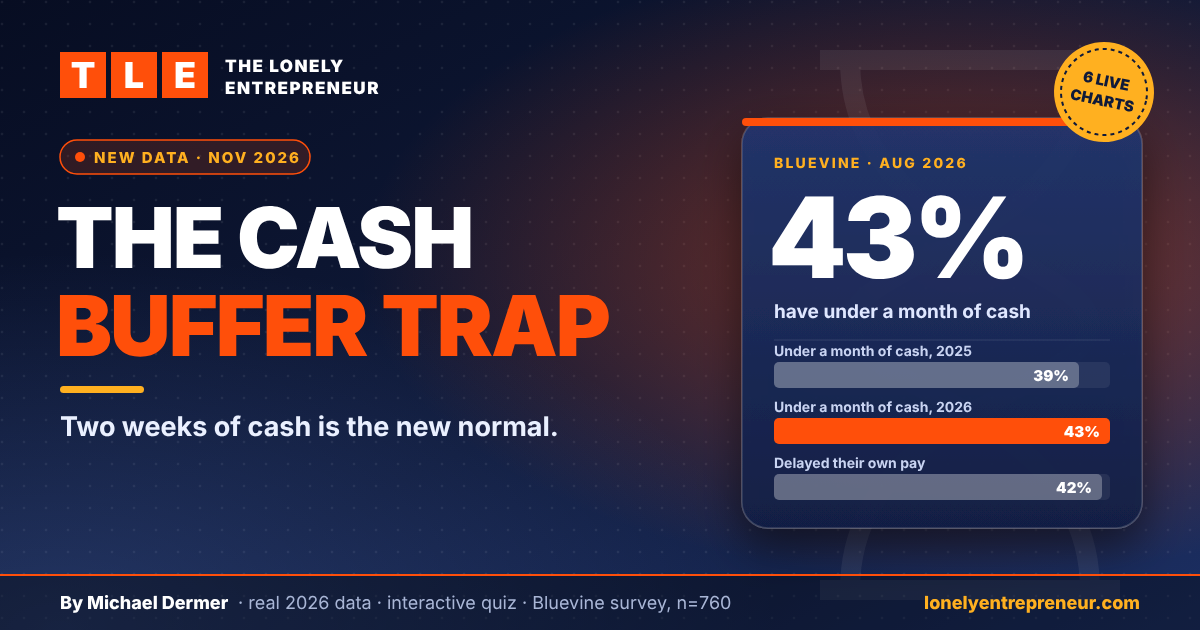 T L E
THE LONELY
ENTREPRENEUR
NEW DATA · NOV 2026
THE CASH
BUFFER TRAP
Two weeks of cash is the new normal.
6 LIVE
CHARTS
BLUEVINE · AUG 2026
43%
have under a month of cash
Under a month of cash, 2025
39%
Under a month of cash, 2026
43%
Delayed their own pay
42%
By Michael Dermer · real 2026 data · interactive quiz · Bluevine survey, n=760
lonelyentrepreneur.com